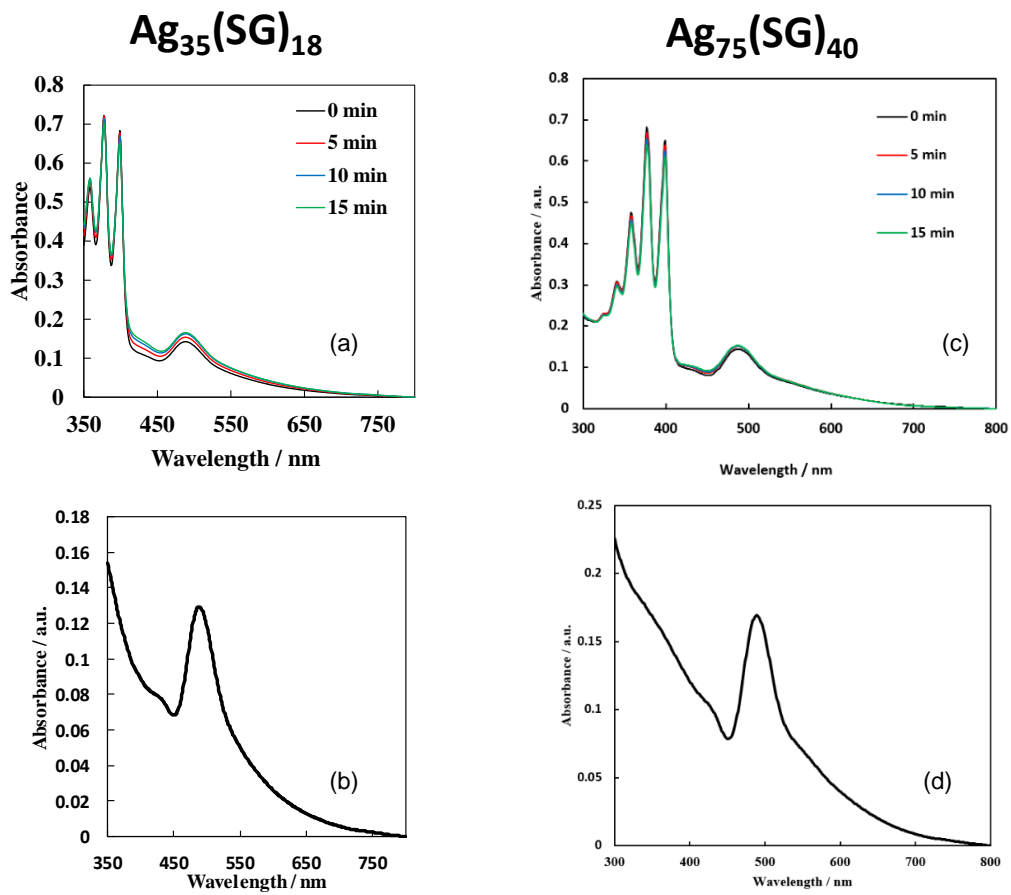 Ag₃₅(SG)₁₈
0.8
0.7
0.6
0.5
0.4
0.3
0.2
0.1
0
Absorbance
0 min
5 min
10 min
15 min
(a)
350 450 550 650 750
Wavelength / nm
Ag₇₅(SG)₄₀
0.8
0.7
0.6
0.5
0.4
0.3
0.2
0.1
0
Absorbance / a.u.
0 min
5 min
10 min
15 min
(c)
300 400 500 600 700 800
Wavelength / nm
0.18
0.16
0.14
0.12
0.1
0.08
0.06
0.04
0.02
0
Absorbance / a.u.
(b)
350 450 550 650 750
Wavelength / nm
0.25
0.2
0.15
0.1
0.05
0
Absorbance / a.u.
(d)
300 400 500 600 700 800
Wavelength / nm